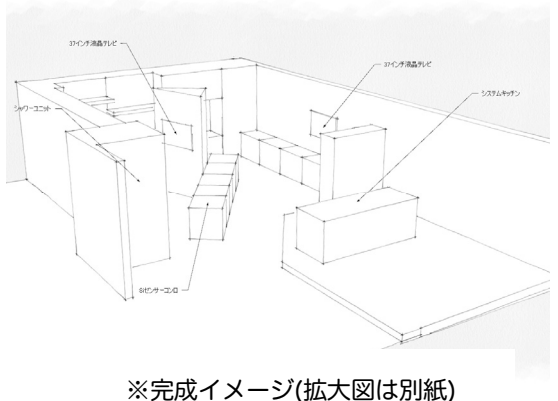 37インチ液晶テレビ
37インチ液晶テレビ
システムキッチン
シャワーユニット
Siセンサーコンロ
※完成イメージ(拡大図は別紙)